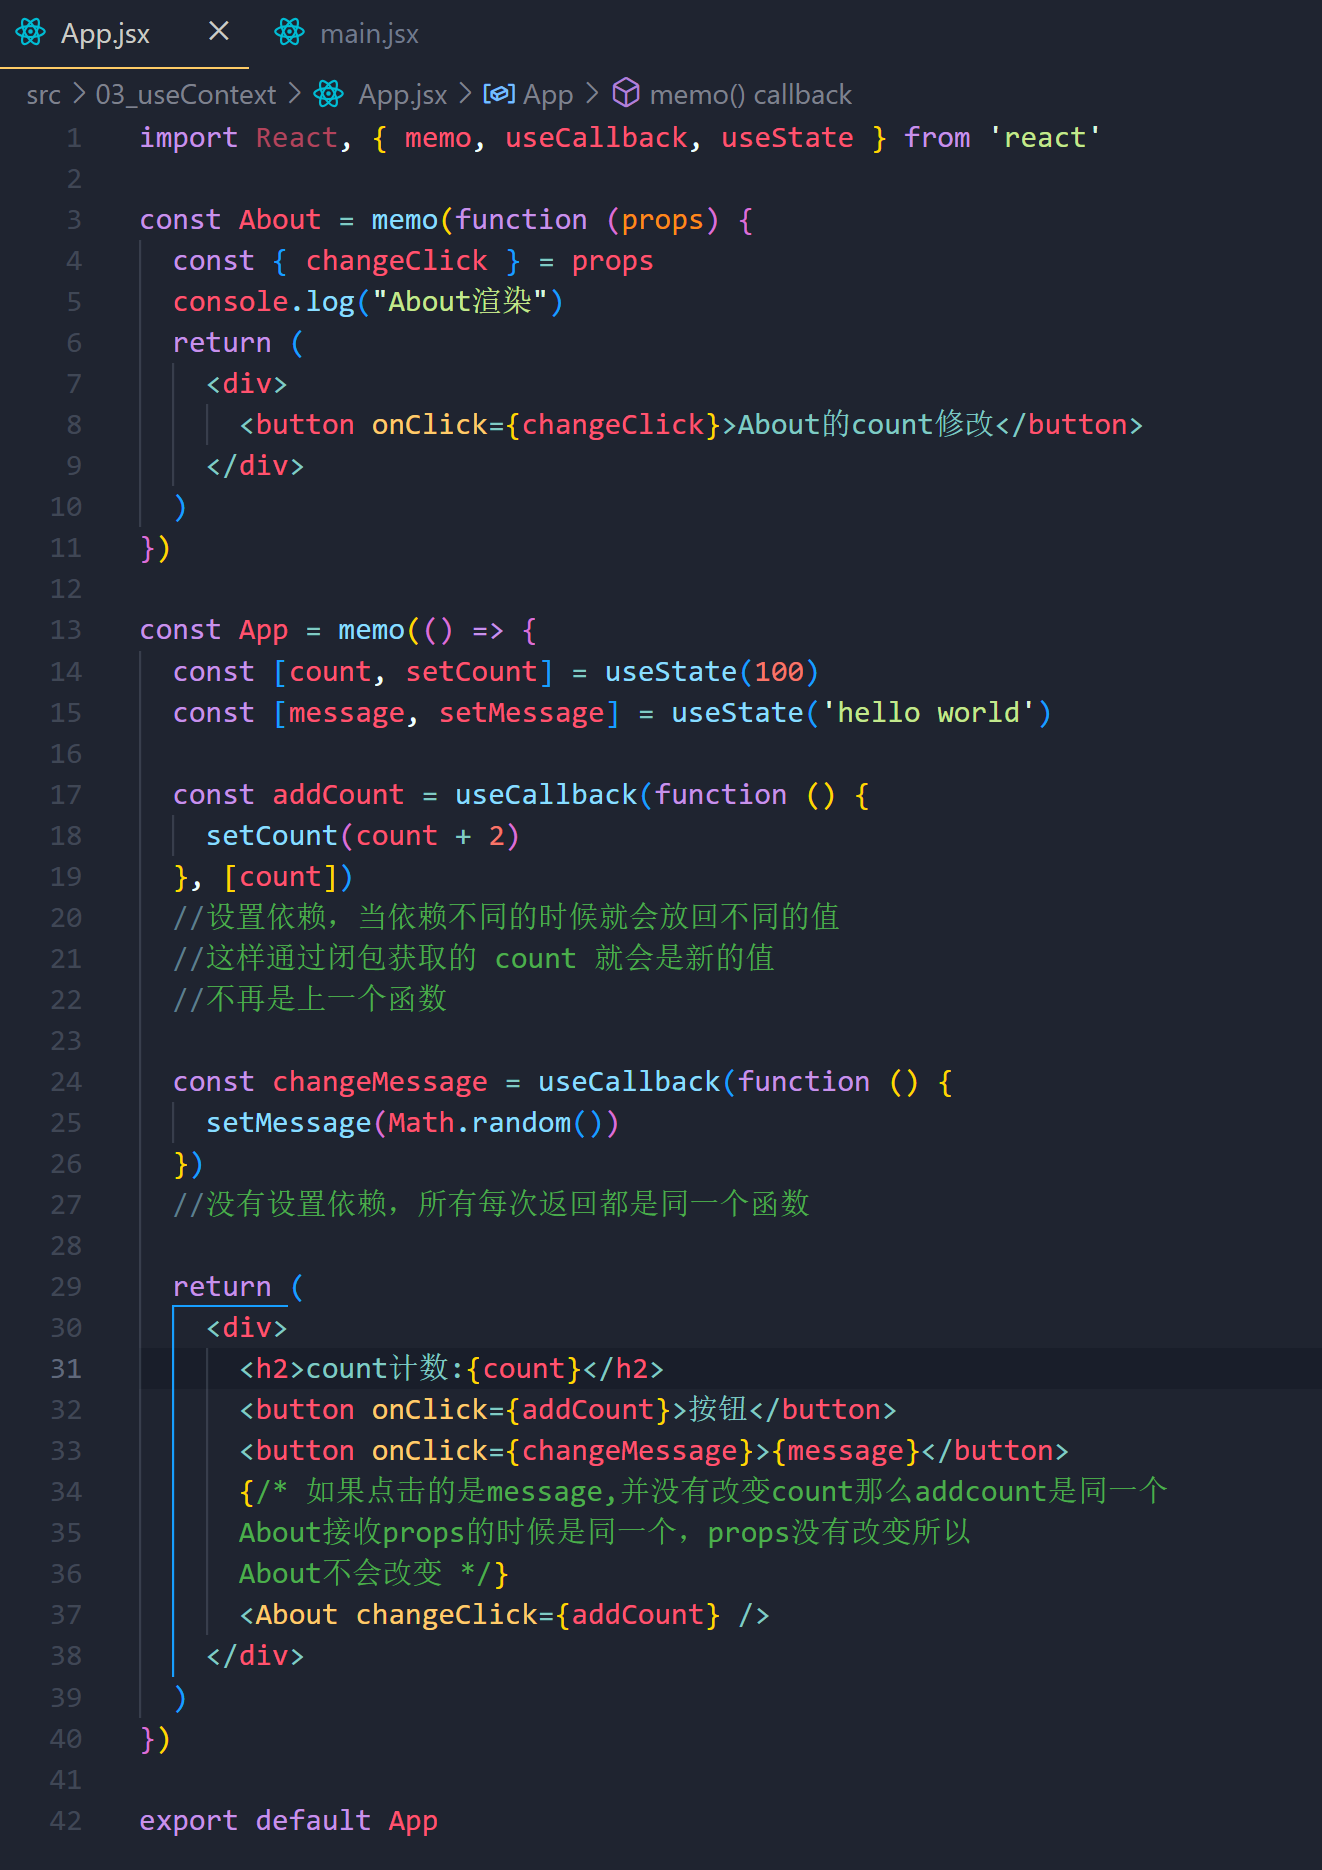 App.jsx main.jsx
src > 03_useContext > App.jsx > App > memo() callback
1 import React, { memo, useCallback, useState } from 'react'
2
3 const About = memo(function (props) {
4   const { changeClick } = props
5   console.log("About渲染")
6   return (
7     <div>
8       <button onClick={changeClick}>About的count修改</button>
9     </div>
10   )
11 })
12
13 const App = memo(() => {
14   const [count, setCount] = useState(100)
15   const [message, setMessage] = useState('hello world')
16
17   const addCount = useCallback(function () {
18     setCount(count + 2)
19   }, [count])
20   //设置依赖，当依赖不同的时候就会放回不同的值
21   //这样通过闭包获取的 count 就会是新的值
22   //不再是上一个函数
23
24   const changeMessage = useCallback(function () {
25     setMessage(Math.random())
26   })
27   //没有设置依赖，所有每次返回都是同一个函数
28
29   return (
30     <div>
31       <h2>count计数:{count}</h2>
32       <button onClick={addCount}>按钮</button>
33       <button onClick={changeMessage}>{message}</button>
34       {/* 如果点击的是message,并没有改变count那么addcount是同一个
35       About接收props的时候是同一个，props没有改变所以
36       About不会改变 */}
37       <About changeClick={addCount} />
38     </div>
39   )
40 })
41
42 export default App